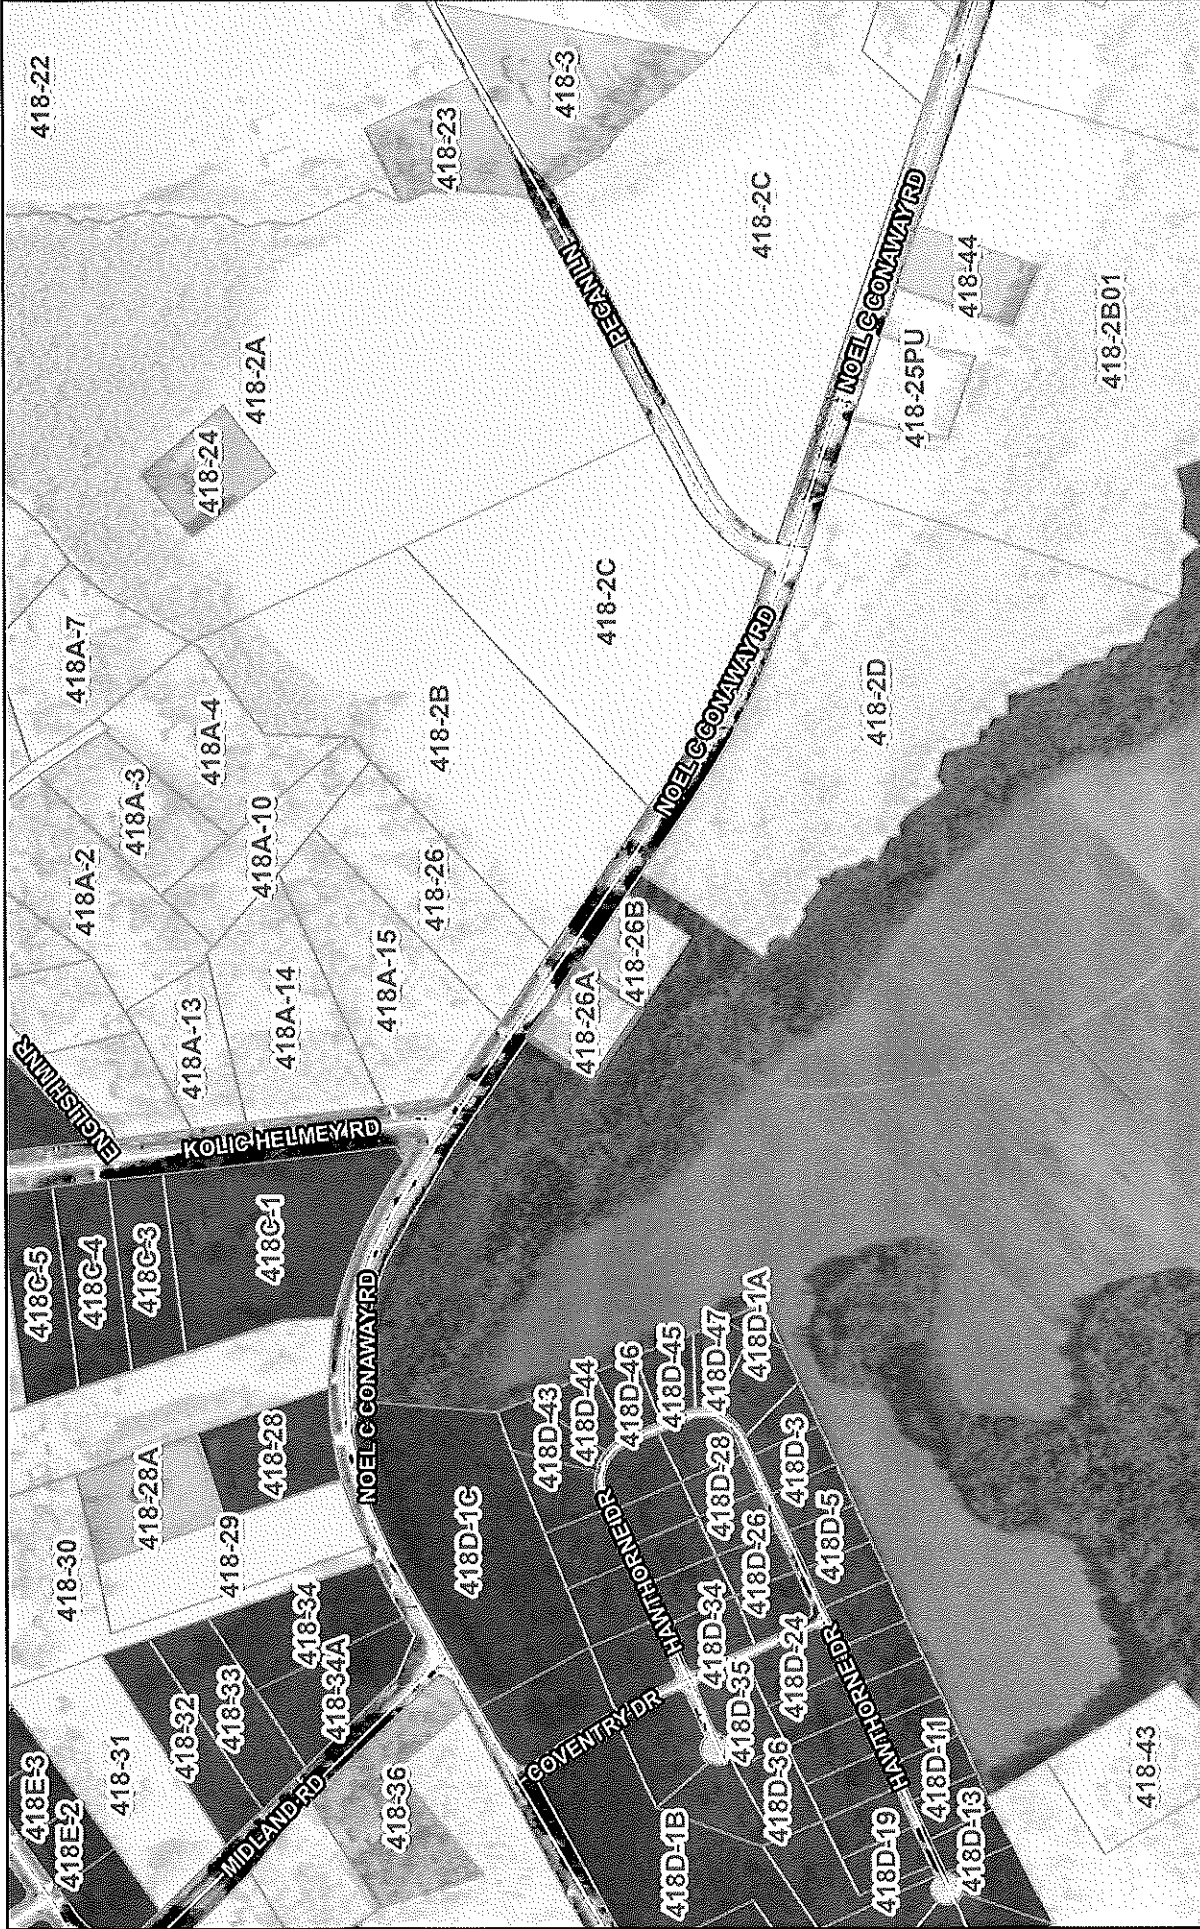 418E-3
418E-2
418-31
418-32
418-33
418-34
418-34A
MIDLAND RD
418-36
418-30
418-28A
418-29
418-28
418C-5
418C-4
418C-3
418C-1
ENGLISH MNR
KOLIC HELMEY RD
418A-13
418A-14
418A-15
418A-2
418A-3
418A-10
418A-4
418A-7
418-26
418-2B
418-24
418-2A
418-22
418-23
418-3
PECAN LN
418-2C
418-2C
NOEL C CONAWAY RD
NOEL C CONAWAY RD
NOEL C CONAWAY RD
418-26A
418-26B
418-2D
418-25PU
418-44
418-2B01
418D-1C
COVENTRY DR
HAWTHORNE DR
418D-43
418D-44
418D-46
418D-45
418D-47
418D-1A
418D-28
418D-3
418D-26
418D-5
418D-34
418D-35
418D-24
418D-36
HAWTHORNE DR
418D-1B
418D-19
418D-11
418D-13
418-43